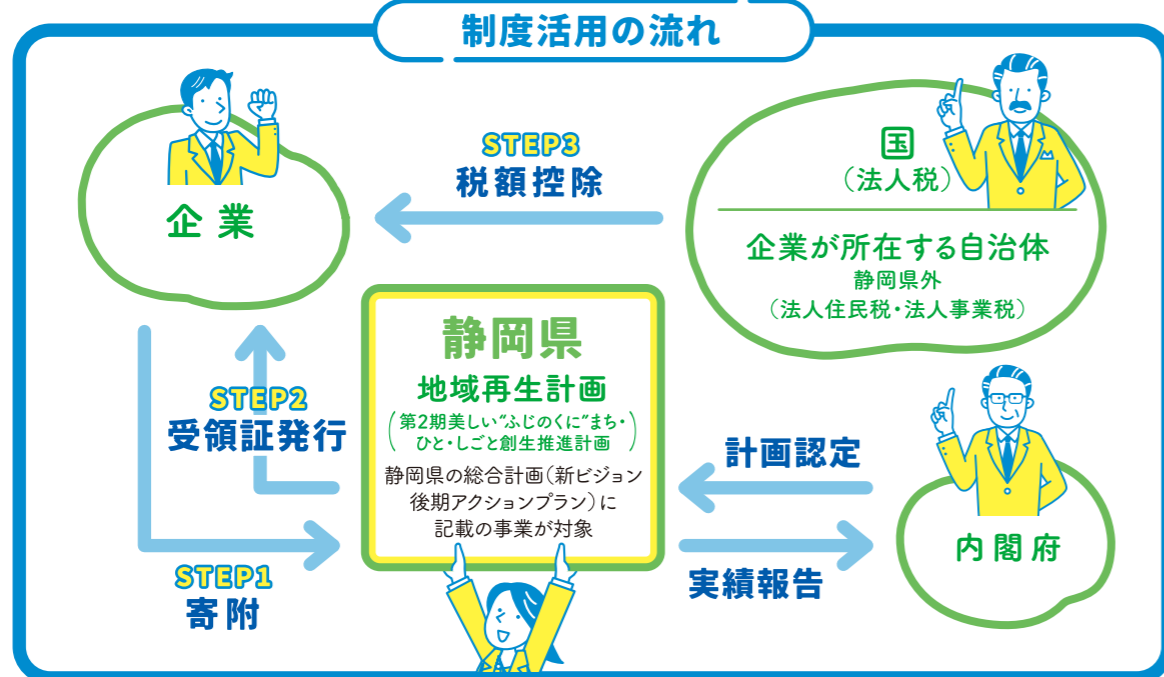 制度活用の流れ
企業
STEP3
税額控除
国
(法人税)
企業が所在する自治体
静岡県外
(法人住民税・法人事業税)
静岡県
地域再生計画
(第2期美しい“ふじのくに”まち・
ひと・しごと創生推進計画)
静岡県の総合計画(新ビジョン
後期アクションプラン)に
記載の事業が対象
STEP2
受領証発行
STEP1
寄附
計画認定
実績報告
内閣府